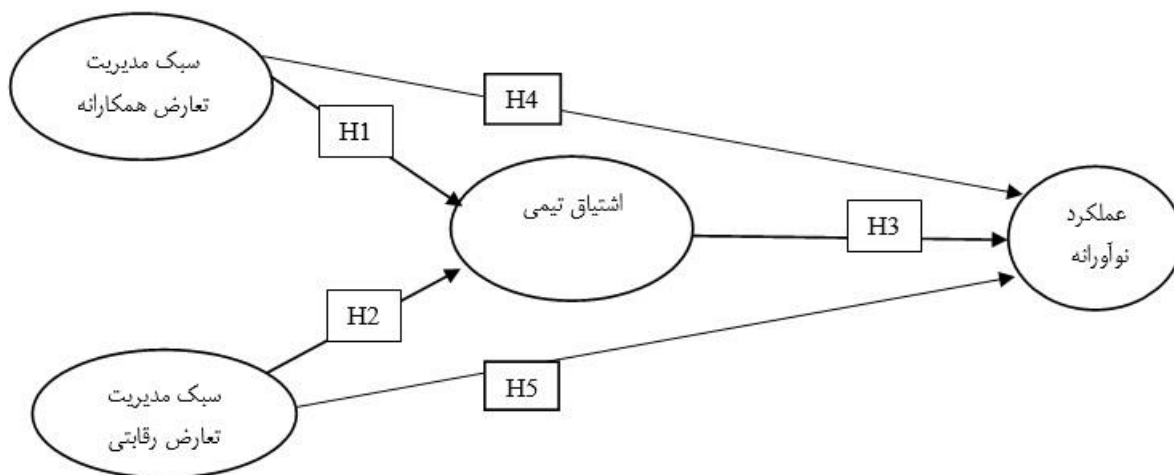 سبک مدیریت
تعارض همکارانه
H4
H1
اشتیاق تیمی
عملکرد
نوآورانه
H3
H2
سبک مدیریت
تعارض رقابتی
H5